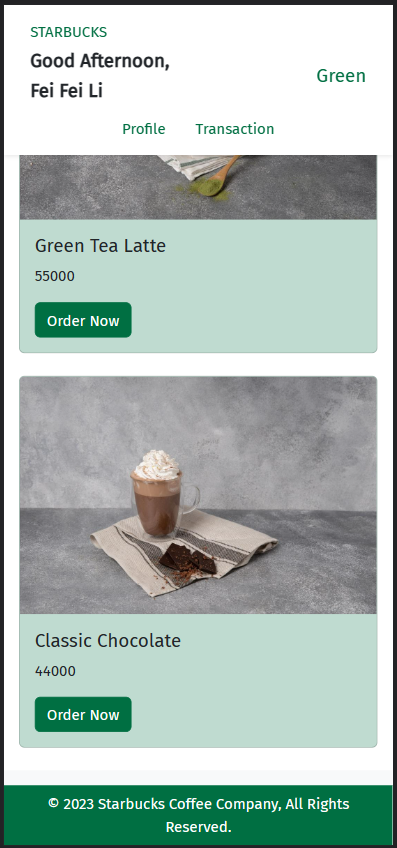 STARBUCKS
Good Afternoon,
Fei Fei Li
Green
Profile Transaction
Green Tea Latte
55000
Order Now
Classic Chocolate
44000
Order Now
© 2023 Starbucks Coffee Company, All Rights
Reserved.